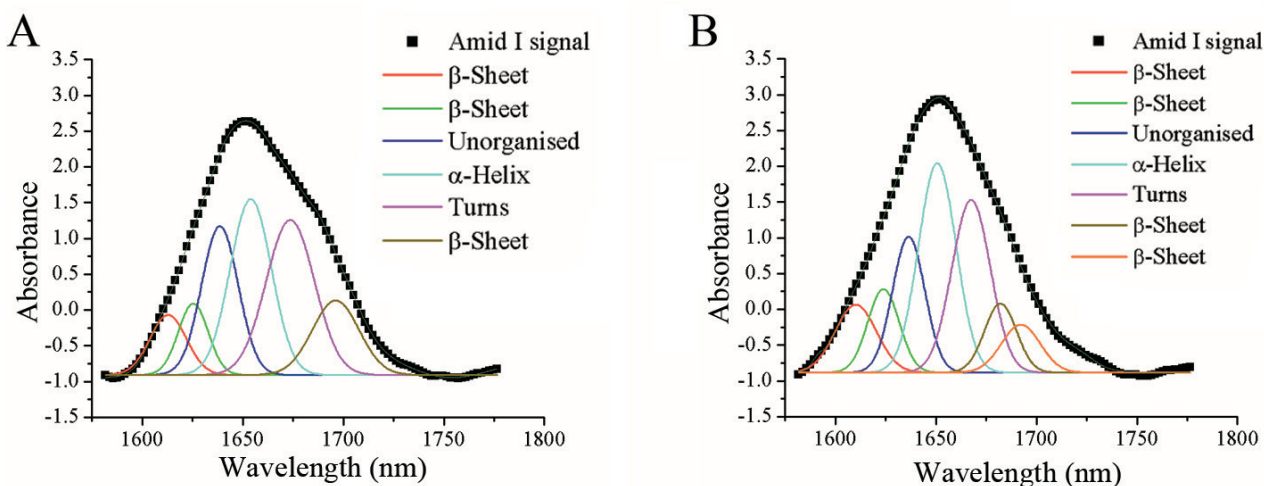 A
Amid I signal
β-Sheet
β-Sheet
Unorganised
α-Helix
Turns
β-Sheet
3.5
3.0
2.5
2.0
1.5
1.0
0.5
0.0
-0.5
-1.0
-1.5
Absorbance
1600 1650 1700 1750 1800
Wavelength (nm)
B
Amid I signal
β-Sheet
β-Sheet
Unorganised
α-Helix
Turns
β-Sheet
β-Sheet
3.5
3.0
2.5
2.0
1.5
1.0
0.5
0.0
-0.5
-1.0
-1.5
Absorbance
1600 1650 1700 1750 1800
Wavelength (nm)